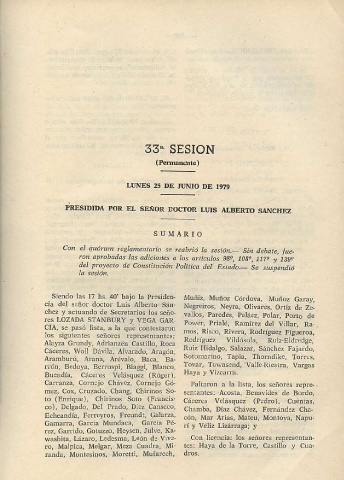 33ª SESION
(Permanente)
LUNES 25 DE JUNIO DE 1979
PRESIDIDA POR EL SEÑOR DOCTOR LUIS ALBERTO SANCHEZ
SUMARIO
Con el quórum reglamentario se reabrió la sesión.— Sin debate, fue-
ron aprobadas las adiciones a los artículos 98º, 108º, 117º y 139º
del proyecto de Constitución Política del Estado.— Se suspendió
la sesión.
Siendo las 17 hs. 40' bajo la Presiden-
cia del señor doctor Luis Alberto Sán-
chez y actuando de Secretarios los seño-
res LOZADA STANBURY y VEGA GAR-
CIA, se pasó lista, a la que contestaron
los siguientes señores representantes:
Alayza Grundy, Adrianzén Castillo, Roca
Cáceres, Wolf Dávila, Alvarado, Aragón,
Aramburú, Arana, Arévalo, Baca, Ba-
rrón, Bedoya, Bernospi, Biaggi, Blanco,
Buendía, Cáceres Velásquez (Róger),
Carranza, Cornejo Chávez, Cornejo Gó-
mez, Cox, Cruzado, Chang, Chirinos So-
to (Enrique), Chirinos Soto (Francis-
co), Delgado, Del Prado, Díez Canseco,
Echeandía, Ferreyros, Freundt, Galarza,
Gamarra, García Mundaca, García Pé-
rez, Garrido, Gotuzzo, Heysen, Julve, Ka-
washita, Lázaro, Ledesma, León de Vive-
ro, Malpica, Melgar, Meza Cuadra, Mi-
randa, Montesinos, Moretti, Mufarech,
Muñiz, Muñoz Córdova, Muñoz Garay,
Negreiros, Neyra, Olivares, Ortiz de Ze-
vallos, Paredes, Peláez, Polar, Porto de
Power, Prialé, Ramírez del Villar, Ra-
mos, Risco, Rivera, Rodríguez Figueroa,
Rodríguez Vildósola, Ruiz-Eldredge,
Ruiz Hidalgo, Salazar, Sánchez Fajardo,
Sotomarino, Tapia, Thorndike, Torres,
Tovar, Townsend, Valle-Riestra, Vargas
Haya y Vizcarra.
Faltaron a la lista, los señores repre-
sentantes: Acosta, Benavides de Bordo,
Cáceres Velásquez (Pedro), Cuentas,
Chamba, Díaz Chávez, Fernández Cha-
cón, Mar Arias, Mateu, Montoya, Napu-
rí y Veliz Lizárraga; y
Con licencia: los señores representan-
tes: Haya de la Torre, Castillo y Cua-
dros.